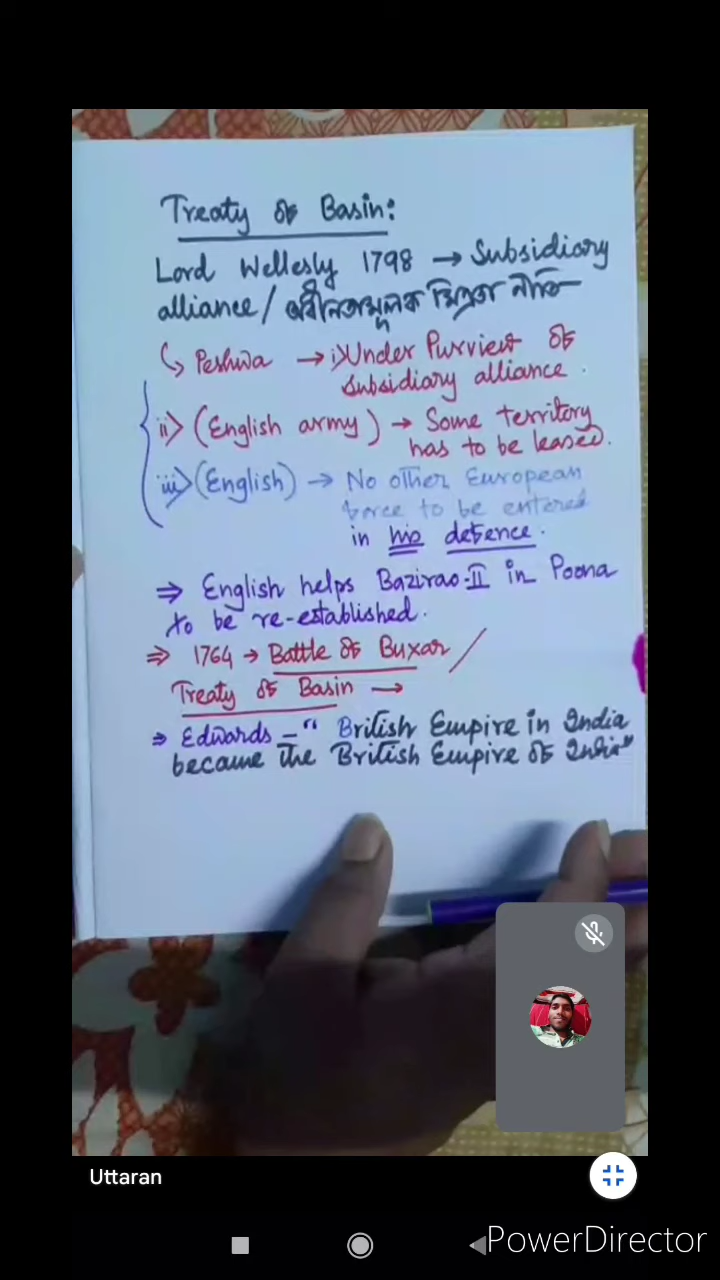 Treaty of Basin:
Lord Wellesly 1798 → Subsidiary
alliance / অধীনতামূলক মিত্রতা নীতি
↳ Peshwa → i) Under Purview of
subsidiary alliance.
ii) (English army) → Some territory
has to be leased.
iii) (English) → No other European
force to be entered
in his defence.
⇒ English helps Bazirao-II in Poona
to be re-established.
⇒ 1764 → Battle of Buxar /
Treaty of Basin →
⇒ Edwards – "British Empire in India
became the British Empire of India"
Uttaran
PowerDirector